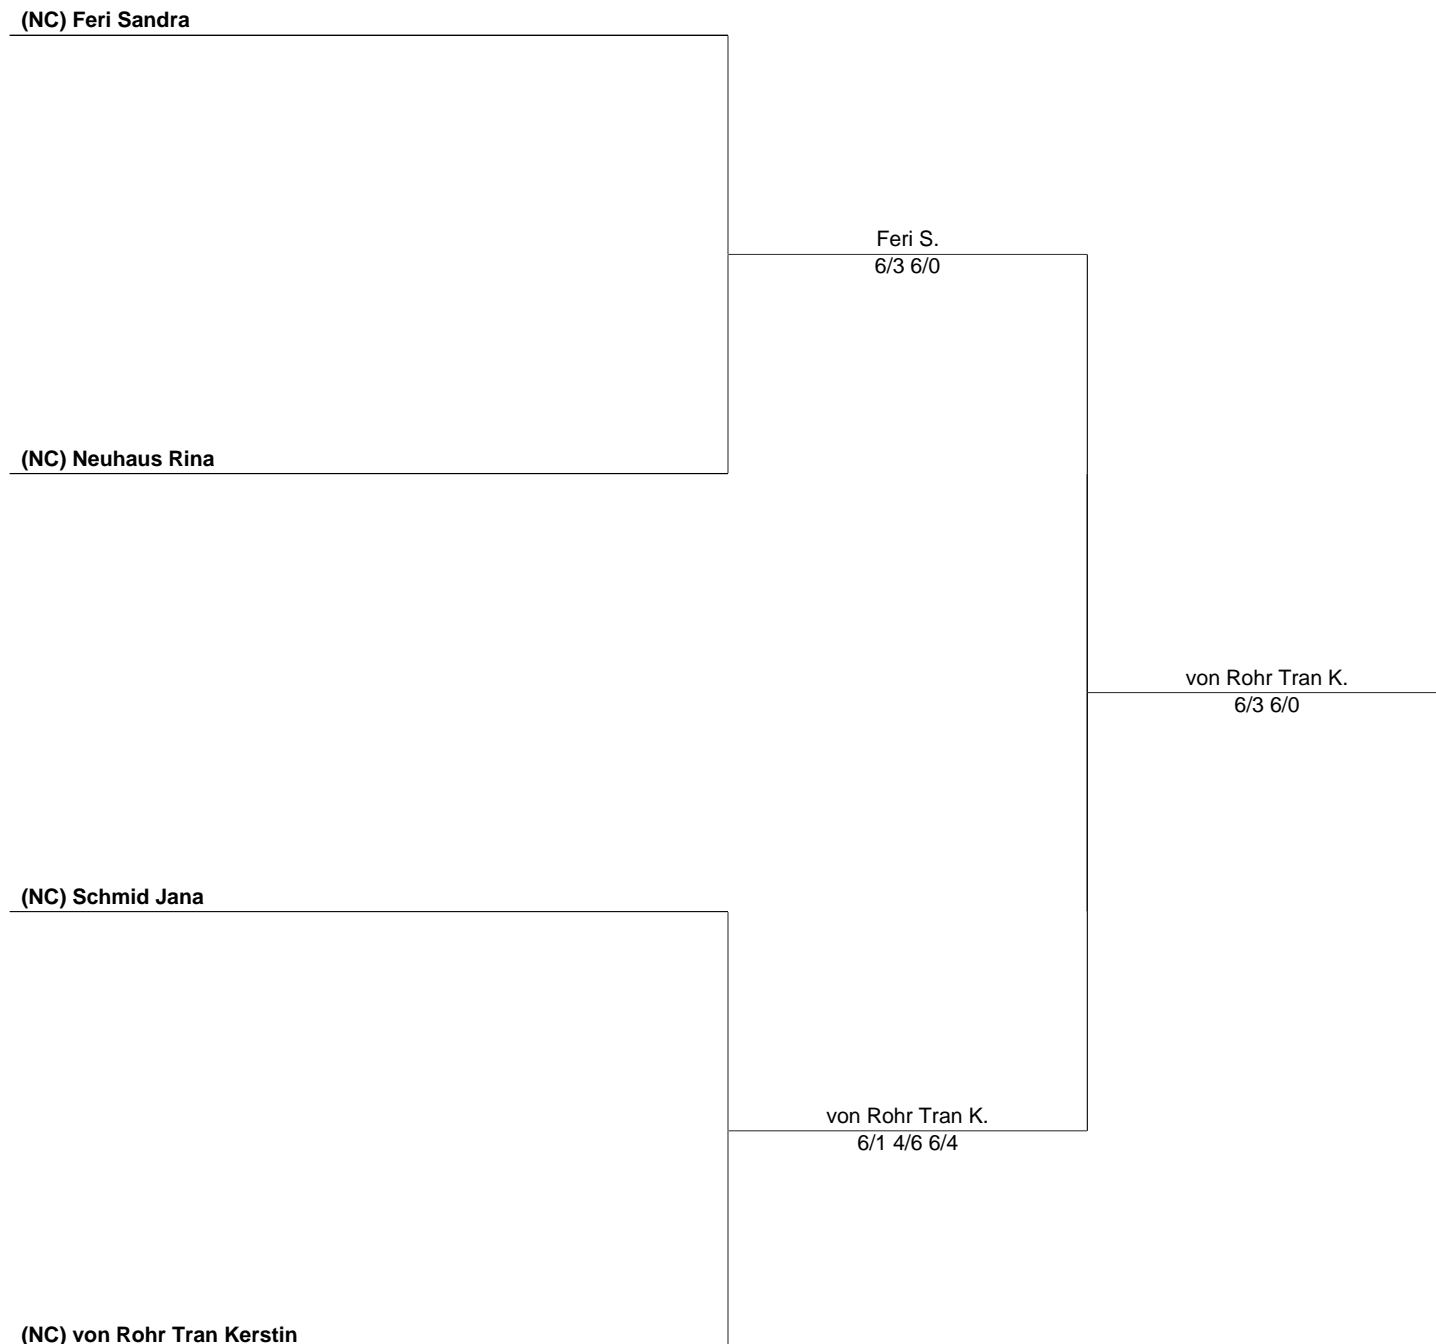 (NC) Feri Sandra
Feri S.
6/3 6/0
(NC) Neuhaus Rina
von Rohr Tran K.
6/3 6/0
(NC) Schmid Jana
von Rohr Tran K.
6/1 4/6 6/4
(NC) von Rohr Tran Kerstin